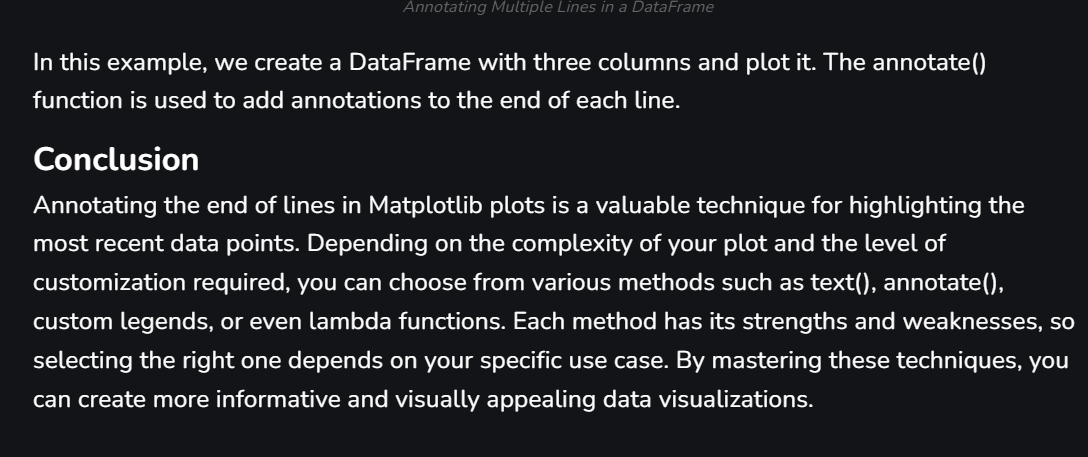 Annotating Multiple Lines in a DataFrame
In this example, we create a DataFrame with three columns and plot it. The annotate()
function is used to add annotations to the end of each line.
Conclusion
Annotating the end of lines in Matplotlib plots is a valuable technique for highlighting the
most recent data points. Depending on the complexity of your plot and the level of
customization required, you can choose from various methods such as text(), annotate(),
custom legends, or even lambda functions. Each method has its strengths and weaknesses, so
selecting the right one depends on your specific use case. By mastering these techniques, you
can create more informative and visually appealing data visualizations.